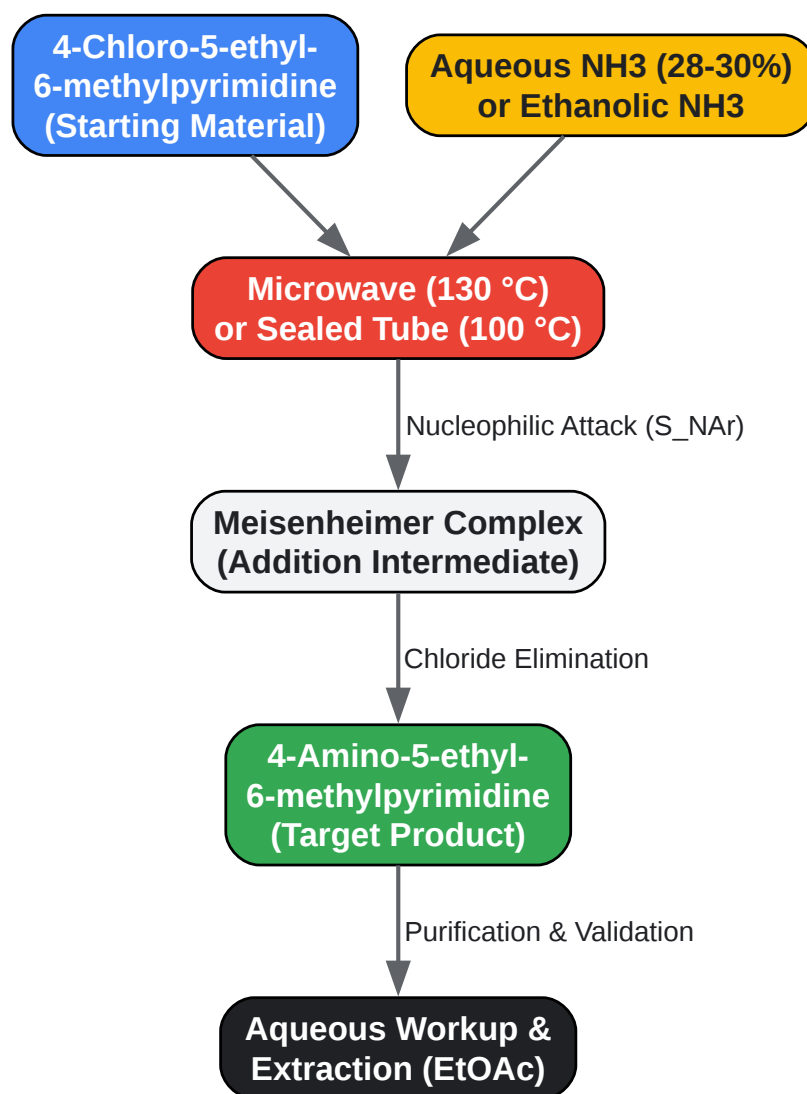 4-Chloro-5-ethyl-
6-methylpyrimidine
(Starting Material)
Aqueous NH3 (28-30%)
or Ethanolic NH3
Microwave (130 °C)
or Sealed Tube (100 °C)
Nucleophilic Attack (S_NAr)
Meisenheimer Complex
(Addition Intermediate)
Chloride Elimination
4-Amino-5-ethyl-
6-methylpyrimidine
(Target Product)
Purification & Validation
Aqueous Workup &
Extraction (EtOAc)